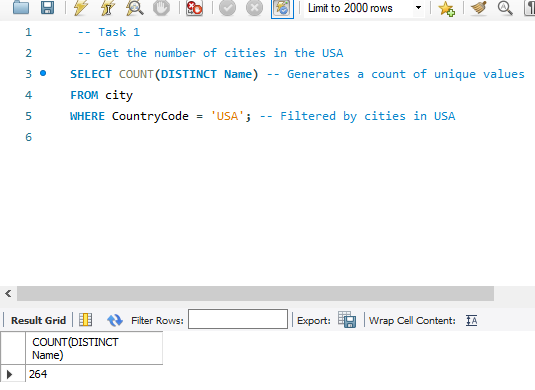 Limit to 2000 rows
1 -- Task 1
2 -- Get the number of cities in the USA
3 SELECT COUNT(DISTINCT Name) -- Generates a count of unique values
4 FROM city
5 WHERE CountryCode = 'USA'; -- Filtered by cities in USA
6
Result Grid Filter Rows: Export: Wrap Cell Content: IA
COUNT(DISTINCT
Name)
264